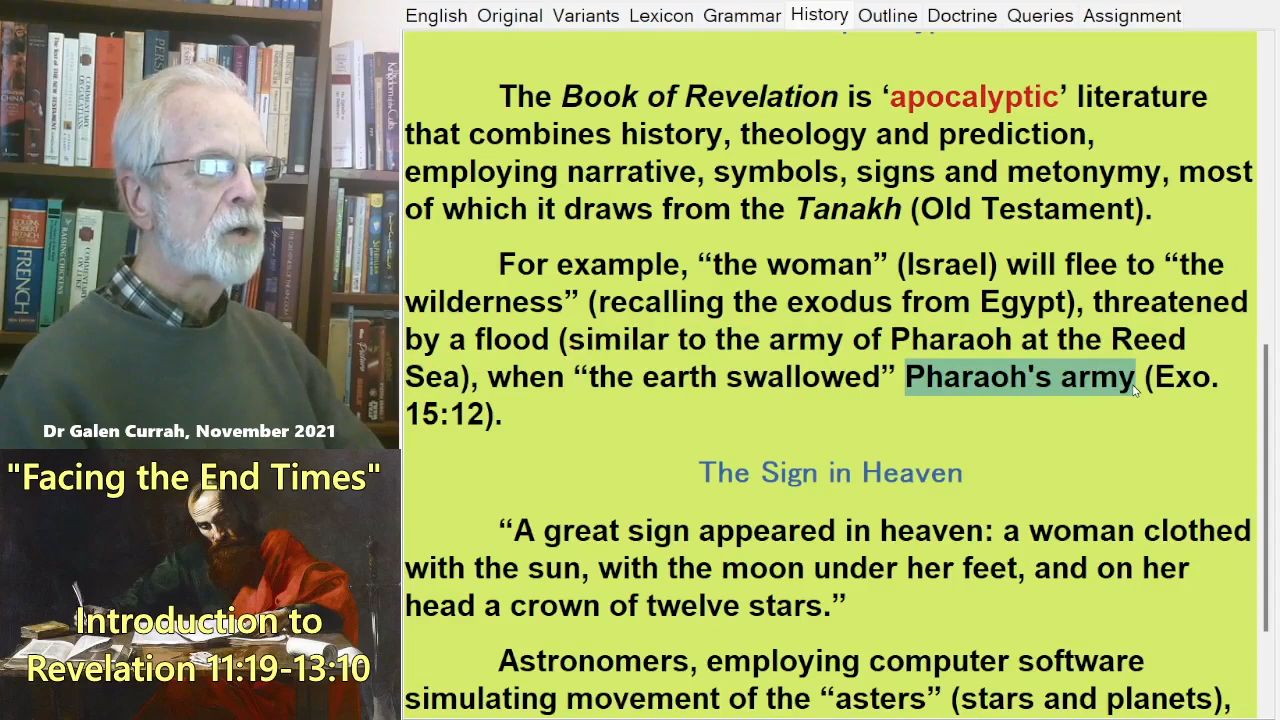 English Original Variants Lexicon Grammar History Outline Doctrine Queries Assignment
The Book of Revelation is ‘apocalyptic’ literature
that combines history, theology and prediction,
employing narrative, symbols, signs and metonymy, most
of which it draws from the Tanakh (Old Testament).
For example, “the woman” (Israel) will flee to “the
wilderness” (recalling the exodus from Egypt), threatened
by a flood (similar to the army of Pharaoh at the Reed
Sea), when “the earth swallowed” Pharaoh's army (Exo.
15:12).
The Sign in Heaven
“A great sign appeared in heaven: a woman clothed
with the sun, with the moon under her feet, and on her
head a crown of twelve stars.”
Astronomers, employing computer software
simulating movement of the “asters” (stars and planets),
FRENCH
RAISING CHICKENS
Dr Galen Currah, November 2021
"Facing the End Times"
Introduction to
Revelation 11:19-13:10